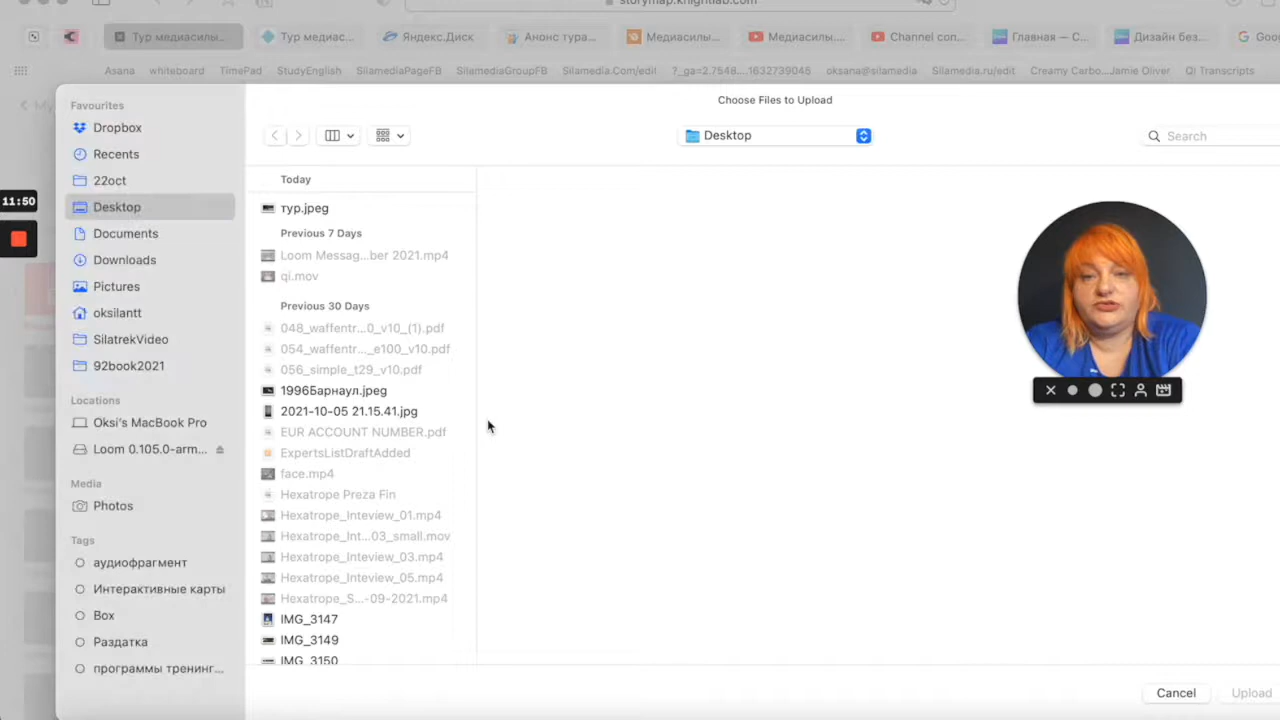 storymap.knightlab.com
Тур медиасилы...
Тур медиас...
Яндекс.Диск
Анонс тура...
Медиасилы...
Медиасилы....
Channel con...
Главная — С...
Дизайн без...
Goo
Asana
whiteboard
TimePad
StudyEnglish
SilamediaPageFB
SilamediaGroupFB
Silamedia.Com/edit
?_ga=2.7548....1632739045
oksana@silamedia
Silamedia.ru/edit
Creamy Carbo...Jamie Oliver
Q) Transcripts
My
Choose Files to Upload
Desktop
Search
Favourites
Dropbox
Recents
22oct
Desktop
Documents
Downloads
Pictures
oksilantt
SilatrekVideo
92book2021
Locations
Oksi's MacBook Pro
Loom 0.105.0-arm...
Media
Photos
Tags
аудиофрагмент
Интерактивные карты
Box
Раздатка
программы тренинг...
11:50
Today
тур.jpeg
Previous 7 Days
Loom Messag...ber 2021.mp4
qi.mov
Previous 30 Days
048_waffentr...0_v10_(1).pdf
054_waffentr..._e100_v10.pdf
056_simple_t29_v10.pdf
1996Барнаул.jpeg
2021-10-05 21.15.41.jpg
EUR ACCOUNT NUMBER.pdf
ExpertsListDraftAdded
face.mp4
Hexatrope Preza Fin
Hexatrope_Inteview_01.mp4
Hexatrope_Int...03_small.mov
Hexatrope_Inteview_03.mp4
Hexatrope_Inteview_05.mp4
Hexatrope_S...-09-2021.mp4
IMG_3147
IMG_3149
IMG_3150
Cancel
Upload